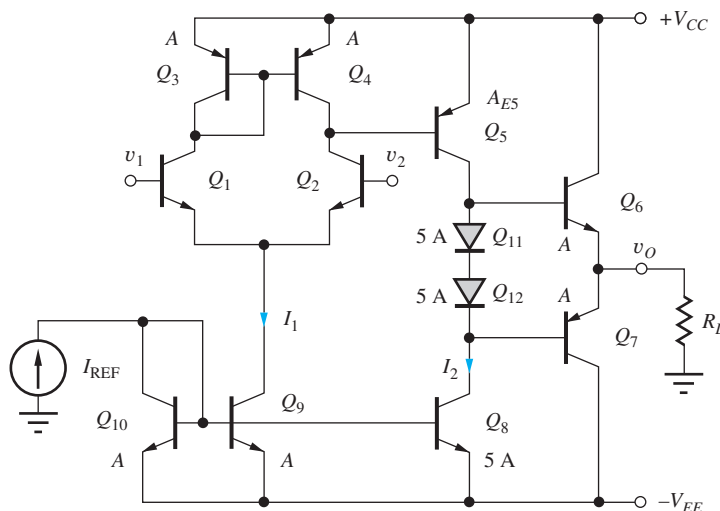 A
A
+V_CC
Q_3
Q_4
A_E5
Q_5
v_1
v_2
Q_1
Q_2
Q_6
5 A
Q_11
A
v_O
5 A
Q_12
A
R_L
I_1
Q_7
I_REF
I_2
Q_9
Q_10
Q_8
A
A
5 A
–V_EE